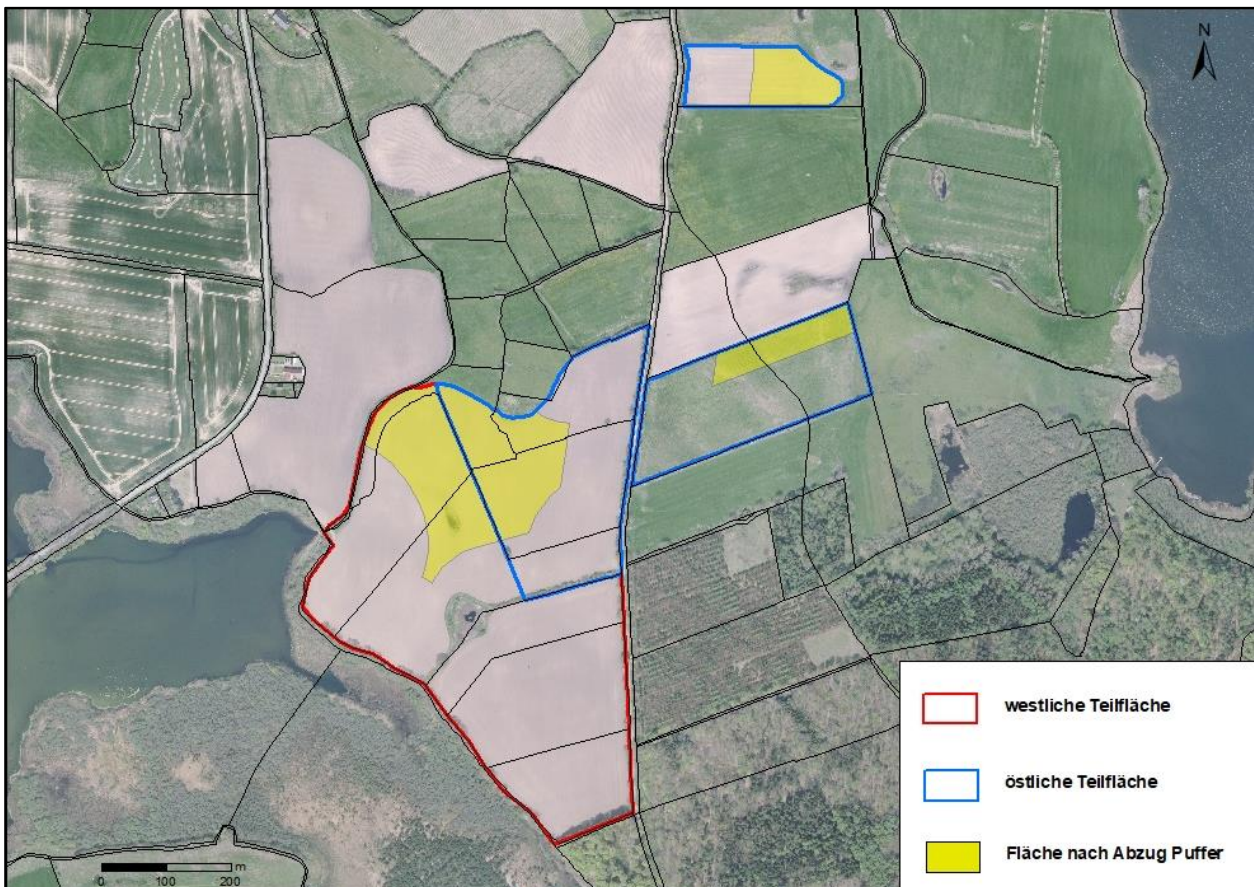 N
westliche Teilfläche
östliche Teilfläche
Fläche nach Abzug Puffer
0 100 200 m